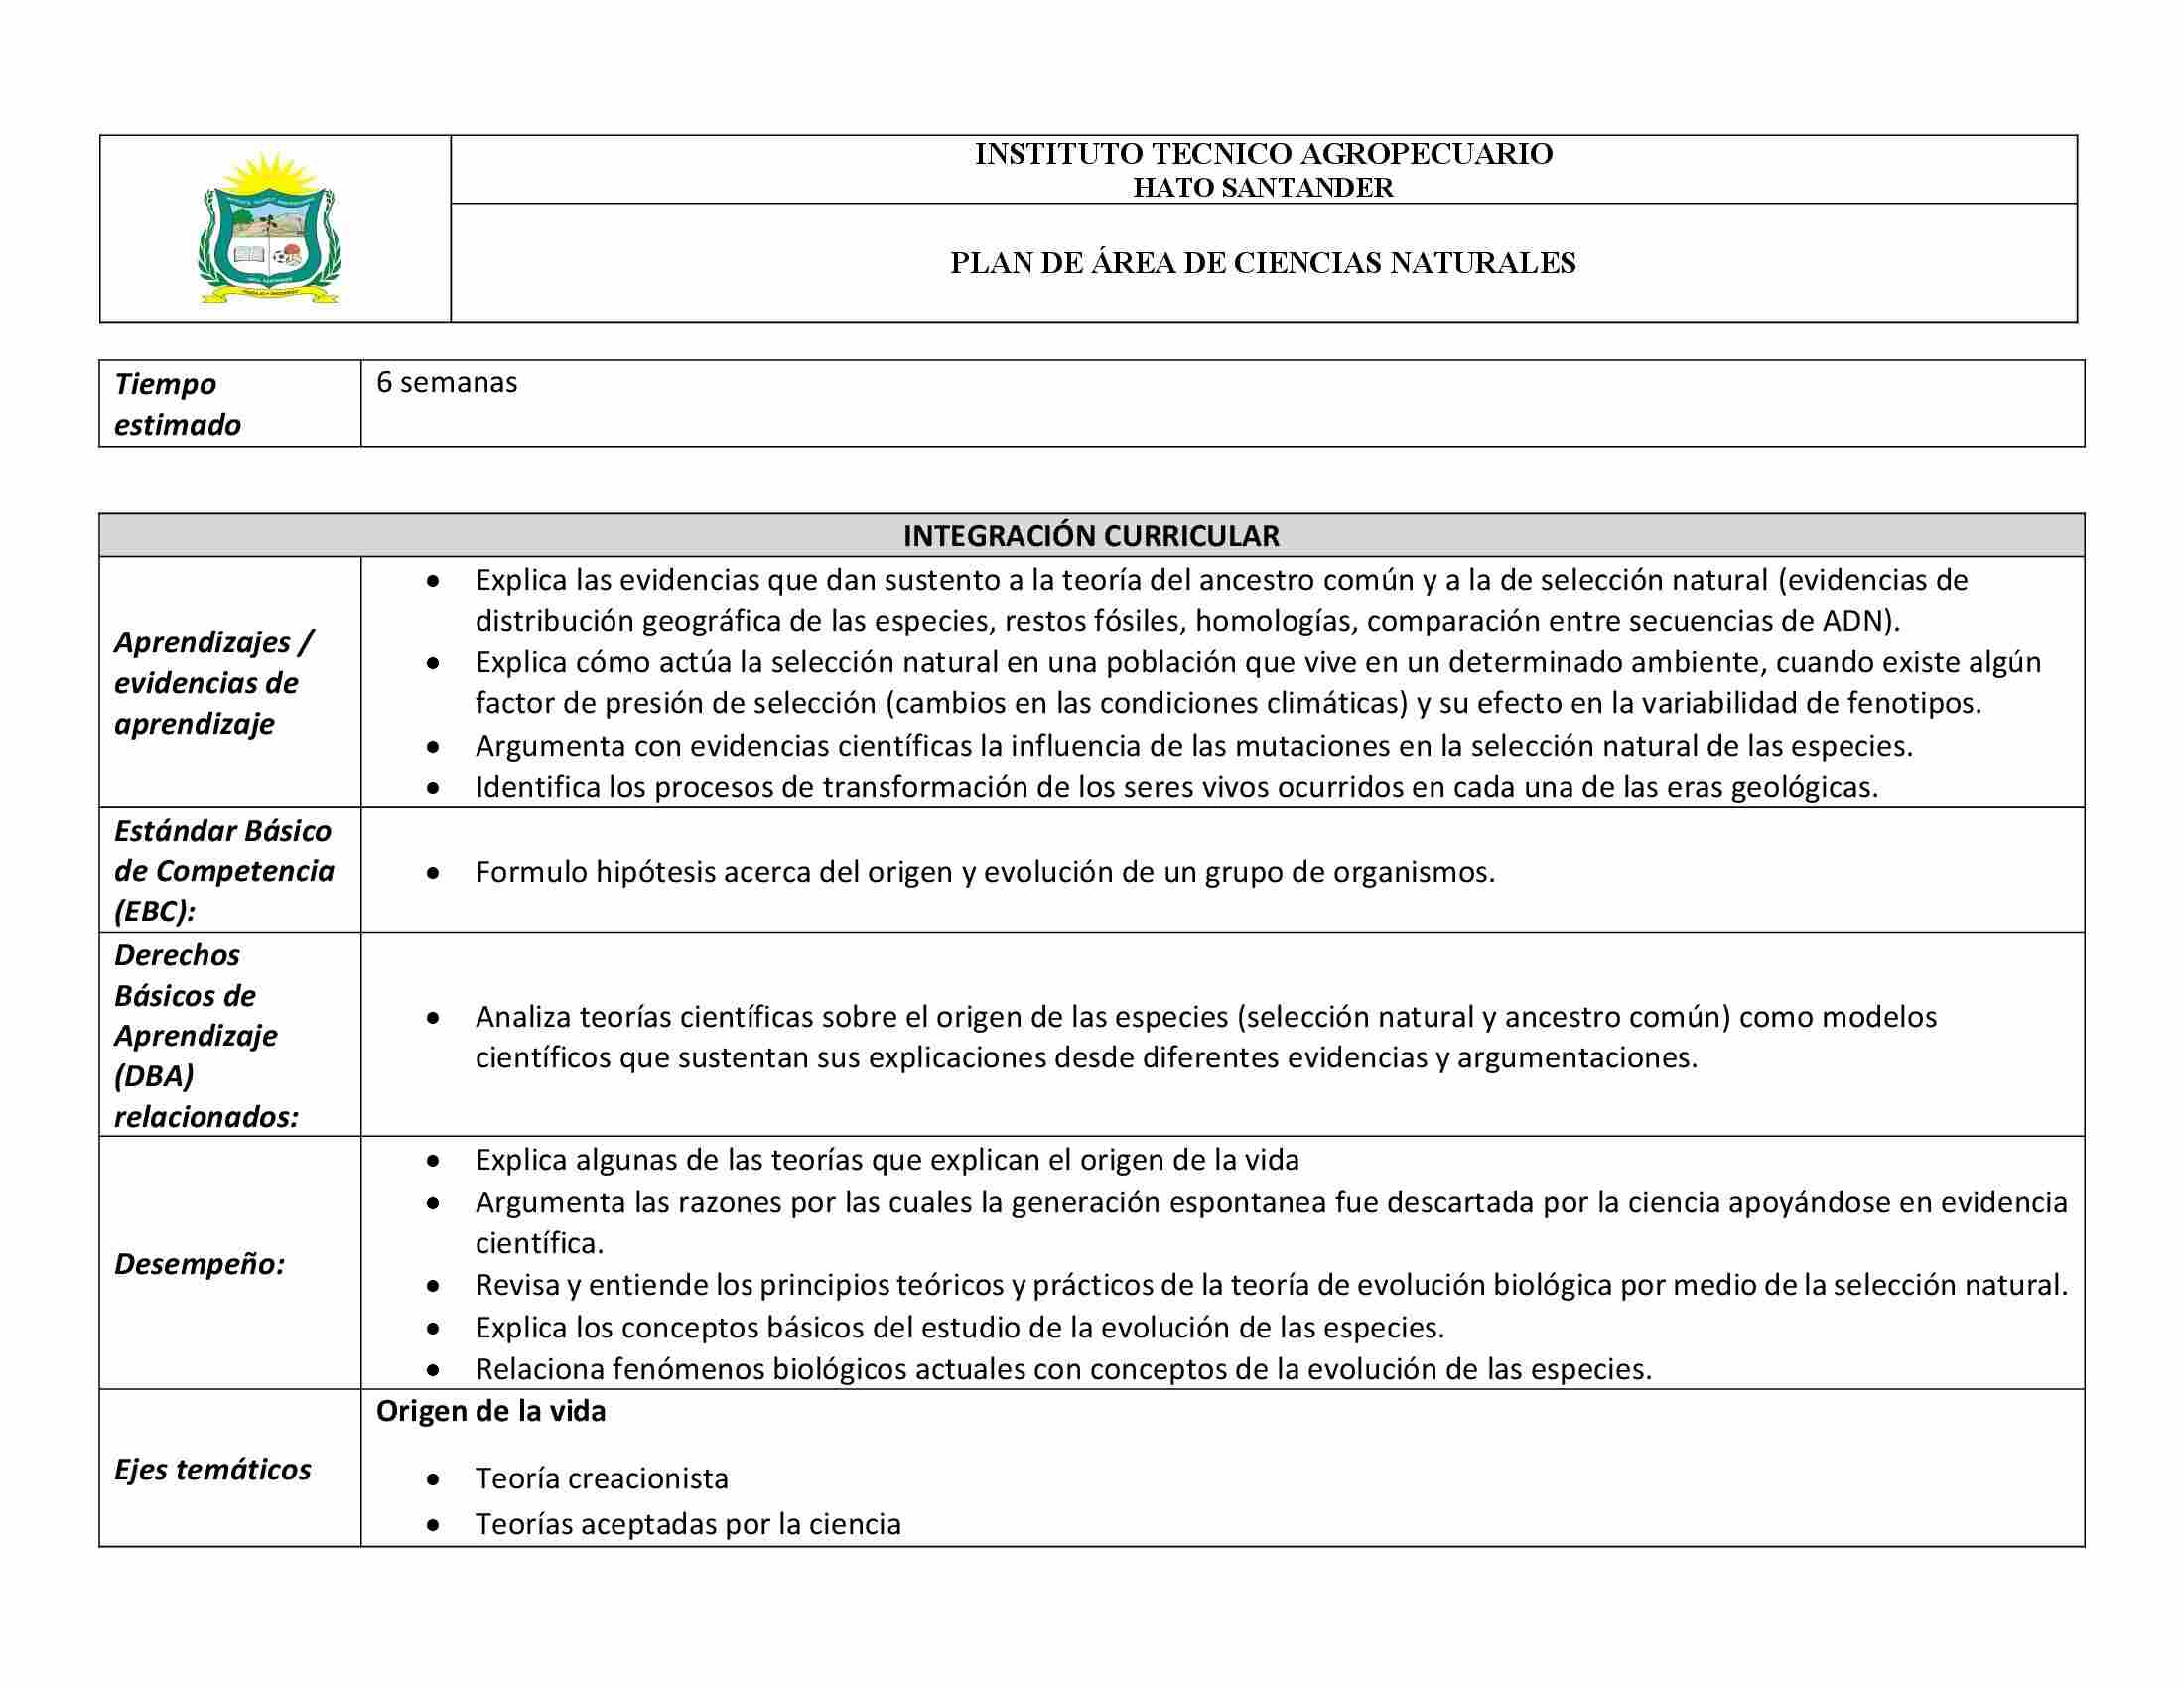 INSTITUTO TECNICO AGROPECUARIO
HATO SANTANDER
PLAN DE ÁREA DE CIENCIAS NATURALES
Tiempo
estimado
6 semanas
INTEGRACIÓN CURRICULAR
Aprendizajes /
evidencias de
aprendizaje
• Explica las evidencias que dan sustento a la teoría del ancestro común y a la de selección natural (evidencias de
distribución geográfica de las especies, restos fósiles, homologías, comparación entre secuencias de ADN).
• Explica cómo actúa la selección natural en una población que vive en un determinado ambiente, cuando existe algún
factor de presión de selección (cambios en las condiciones climáticas) y su efecto en la variabilidad de fenotipos.
• Argumenta con evidencias científicas la influencia de las mutaciones en la selección natural de las especies.
• Identifica los procesos de transformación de los seres vivos ocurridos en cada una de las eras geológicas.
Estándar Básico
de Competencia
(EBC):
• Formulo hipótesis acerca del origen y evolución de un grupo de organismos.
Derechos
Básicos de
Aprendizaje
(DBA)
relacionados:
• Analiza teorías científicas sobre el origen de las especies (selección natural y ancestro común) como modelos
científicos que sustentan sus explicaciones desde diferentes evidencias y argumentaciones.
Desempeño:
• Explica algunas de las teorías que explican el origen de la vida
• Argumenta las razones por las cuales la generación espontanea fue descartada por la ciencia apoyándose en evidencia
científica.
• Revisa y entiende los principios teóricos y prácticos de la teoría de evolución biológica por medio de la selección natural.
• Explica los conceptos básicos del estudio de la evolución de las especies.
• Relaciona fenómenos biológicos actuales con conceptos de la evolución de las especies.
Ejes temáticos
Origen de la vida
• Teoría creacionista
• Teorías aceptadas por la ciencia